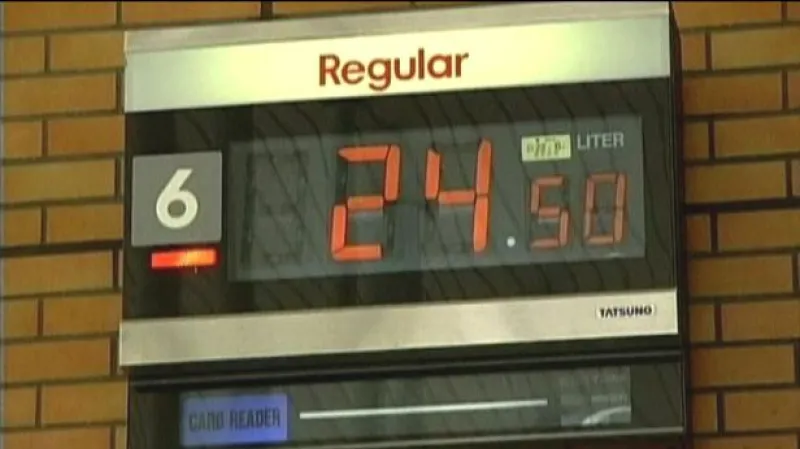 Regular
6
24.50
LITER
TATSUNO
CARD READER